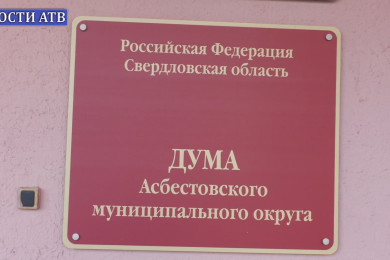 ОСТИ АТВ
Российская Федерация
Свердловская область
ДУМА
Асбестовского
муниципального округа